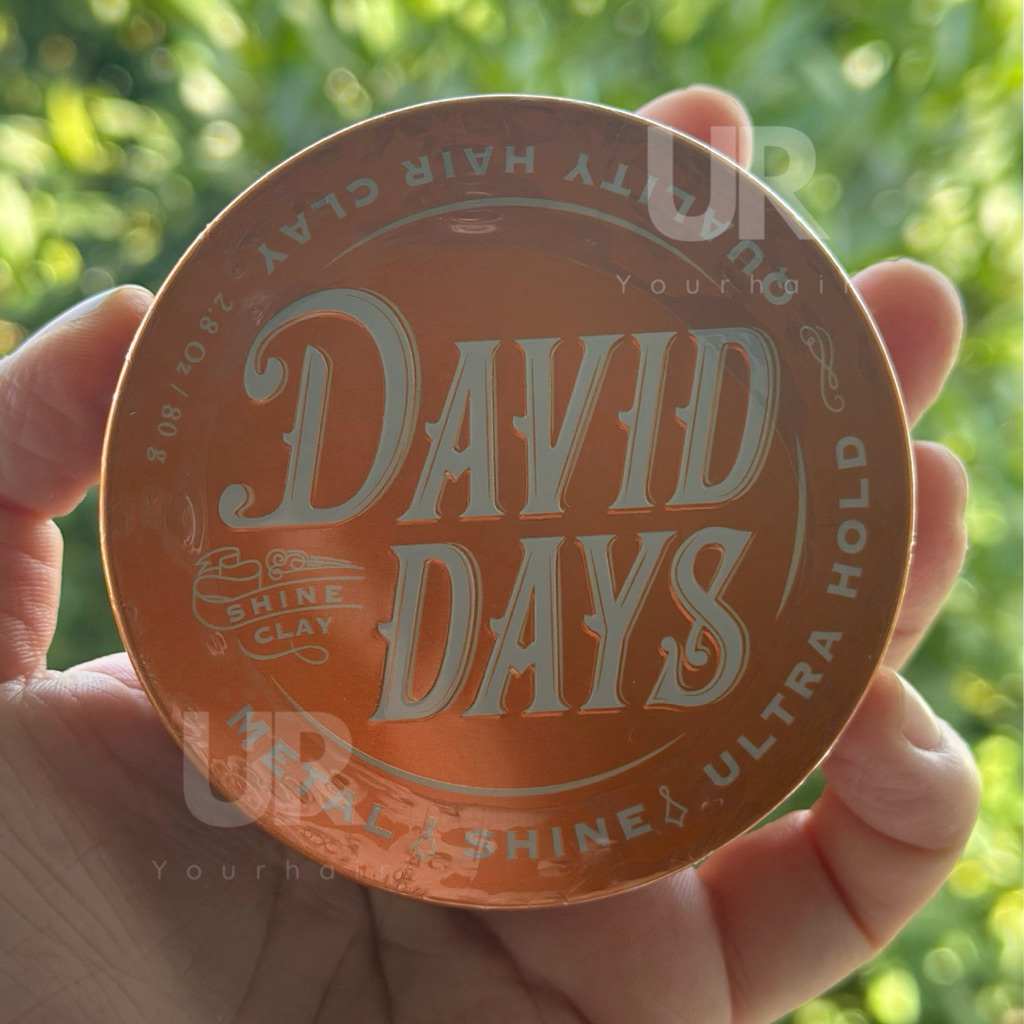 QUALITY HAIR CLAY
2.8 Oz / 80 g
DAVID
DAYS
SHINE
CLAY
METAL SHINE ULTRA HOLD
UR
Yourhair
UR
Yourhair